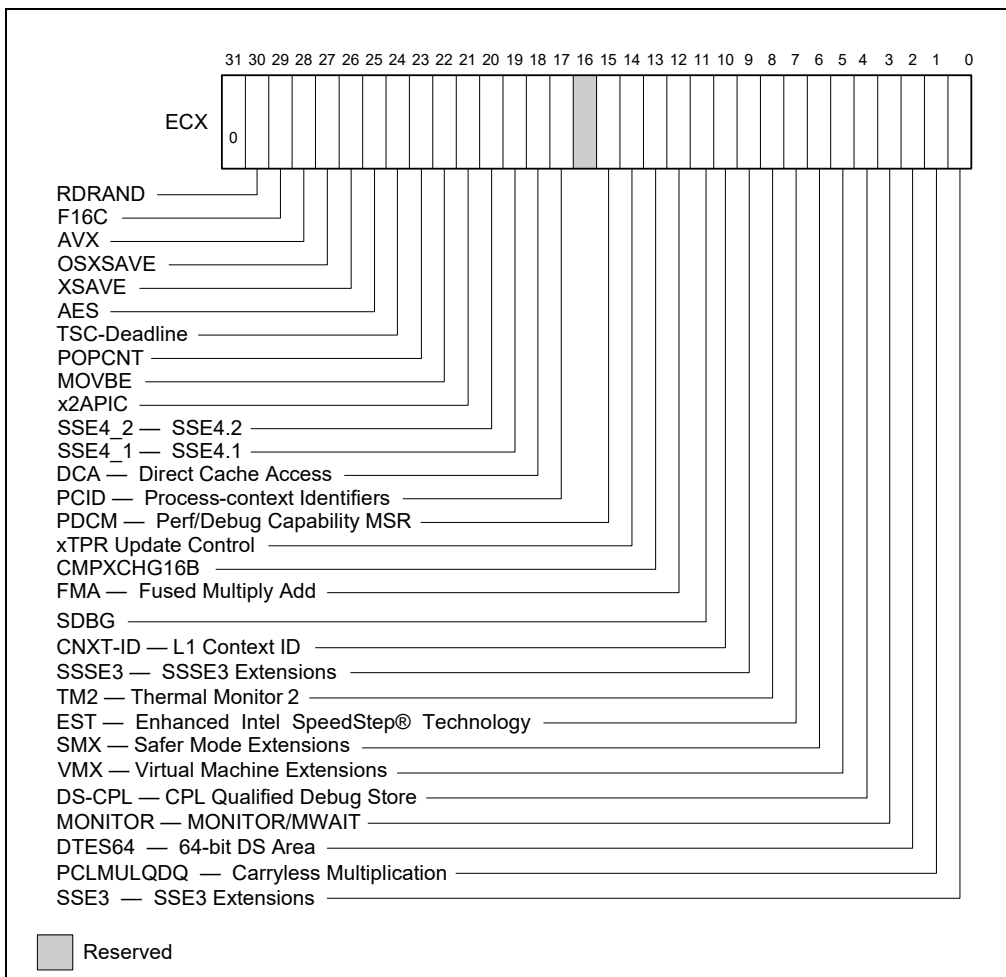 31 30 29 28 27 26 25 24 23 22 21 20 19 18 17 16 15 14 13 12 11 10 9 8 7 6 5 4 3 2 1 0
ECX
0
RDRAND
F16C
AVX
OSXSAVE
XSAVE
AES
TSC-Deadline
POPCNT
MOVBE
x2APIC
SSE4_2 — SSE4.2
SSE4_1 — SSE4.1
DCA — Direct Cache Access
PCID — Process-context Identifiers
PDCM — Perf/Debug Capability MSR
xTPR Update Control
CMPXCHG16B
FMA — Fused Multiply Add
SDBG
CNXT-ID — L1 Context ID
SSSE3 — SSSE3 Extensions
TM2 — Thermal Monitor 2
EST — Enhanced Intel SpeedStep® Technology
SMX — Safer Mode Extensions
VMX — Virtual Machine Extensions
DS-CPL — CPL Qualified Debug Store
MONITOR — MONITOR/MWAIT
DTES64 — 64-bit DS Area
PCLMULQDQ — Carryless Multiplication
SSE3 — SSE3 Extensions
Reserved